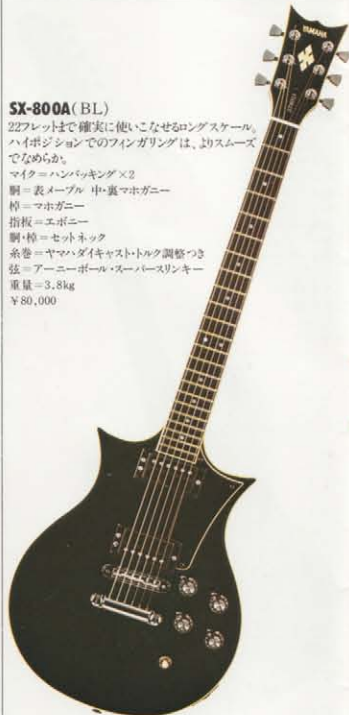 YAMAHA
SX-800A(BL)
22フレットまで確実に使いこなせるロングスケール。
ハイポジションでのフィンガリングは、よりスムーズ
でなめらか。
マイク＝ハンバッキング×2
胴＝表メープル 中・裏マホガニー
棹＝マホガニー
指板＝エボニー
胴・棹＝セットネック
糸巻＝ヤマハダイキャスト・トルク調整つき
弦＝アーニーボール・スーパースリンキー
重量＝3.8kg
¥80,000